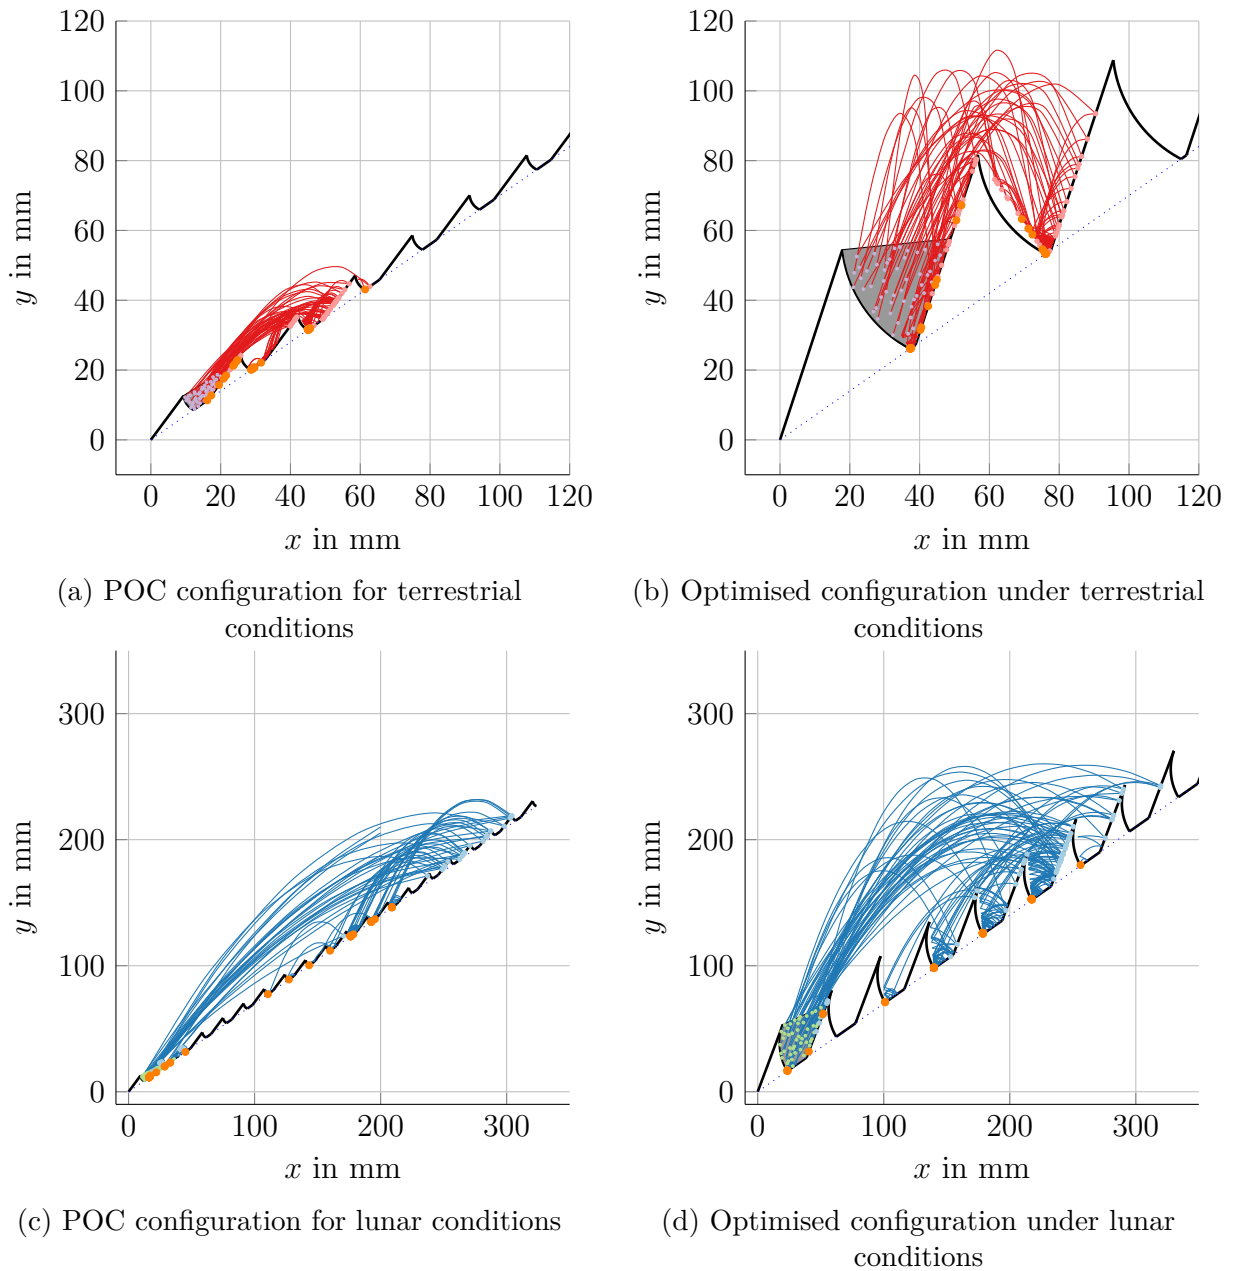 120
100
80
60
40
20
0
0 20 40 60 80 100 120
x in mm
y in mm
(a) POC configuration for terrestrial
conditions
120
100
80
60
40
20
0
0 20 40 60 80 100 120
x in mm
y in mm
(b) Optimised configuration under terrestrial
conditions
300
200
100
0
0 100 200 300
x in mm
y in mm
(c) POC configuration for lunar conditions
300
200
100
0
0 100 200 300
x in mm
y in mm
(d) Optimised configuration under lunar
conditions